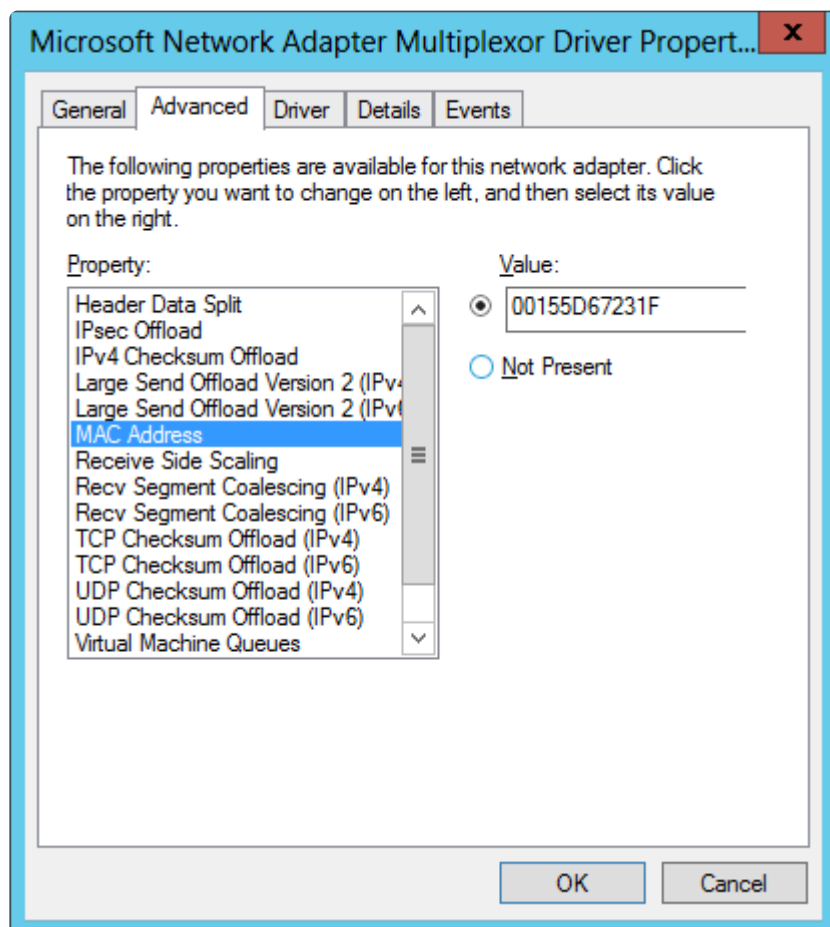 Microsoft Network Adapter Multiplexor Driver Propert...
x
General Advanced Driver Details Events
The following properties are available for this network adapter. Click
the property you want to change on the left, and then select its value
on the right.
Property:
Header Data Split
IPsec Offload
IPv4 Checksum Offload
Large Send Offload Version 2 (IPv4
Large Send Offload Version 2 (IPv6
MAC Address
Receive Side Scaling
Recv Segment Coalescing (IPv4)
Recv Segment Coalescing (IPv6)
TCP Checksum Offload (IPv4)
TCP Checksum Offload (IPv6)
UDP Checksum Offload (IPv4)
UDP Checksum Offload (IPv6)
Virtual Machine Queues
Value:
00155D67231F
Not Present
OK Cancel